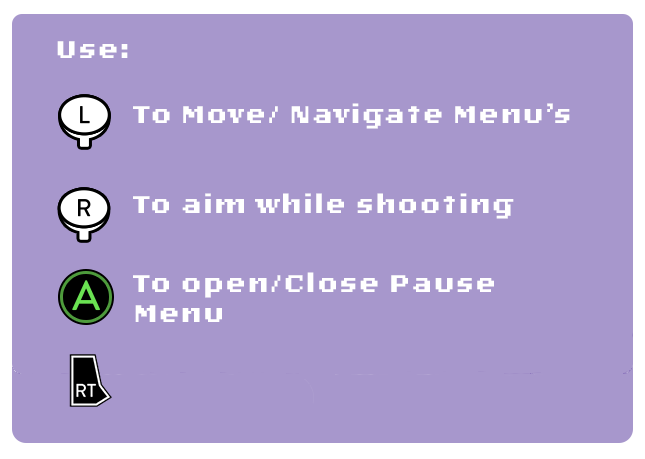 Use:
L To Move/ Navigate Menu's
R To aim while shooting
A To open/Close Pause
Menu
RT